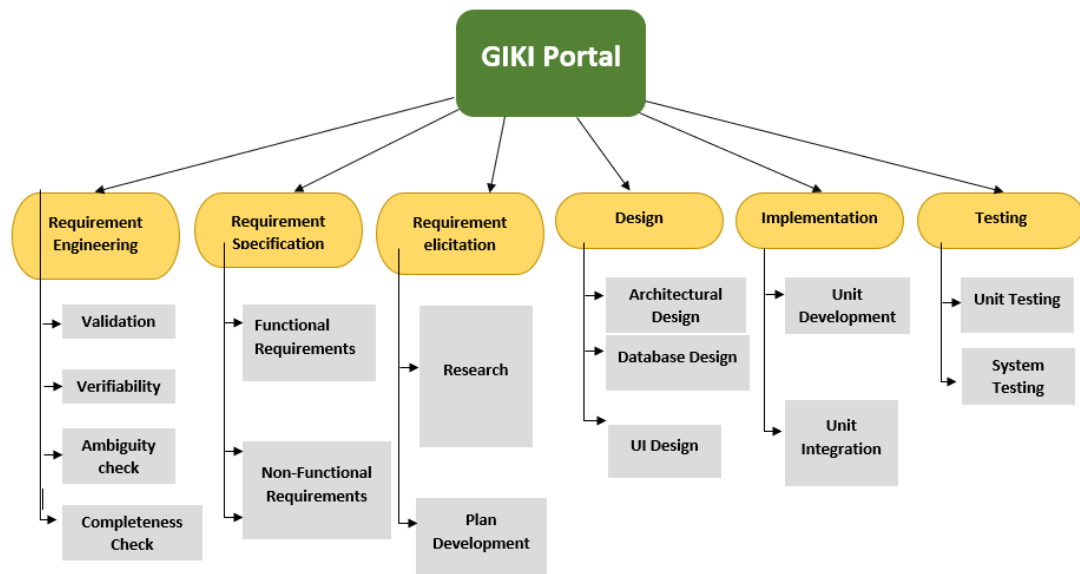 GIKI Portal
Requirement
Engineering
Requirement
Specification
Requirement
elicitation
Design
Implementation
Testing
Validation
Verifiability
Ambiguity
check
Completeness
Check
Functional
Requirements
Non-Functional
Requirements
Research
Plan
Development
Architectural
Design
Database Design
UI Design
Unit
Development
Unit
Integration
Unit Testing
System
Testing